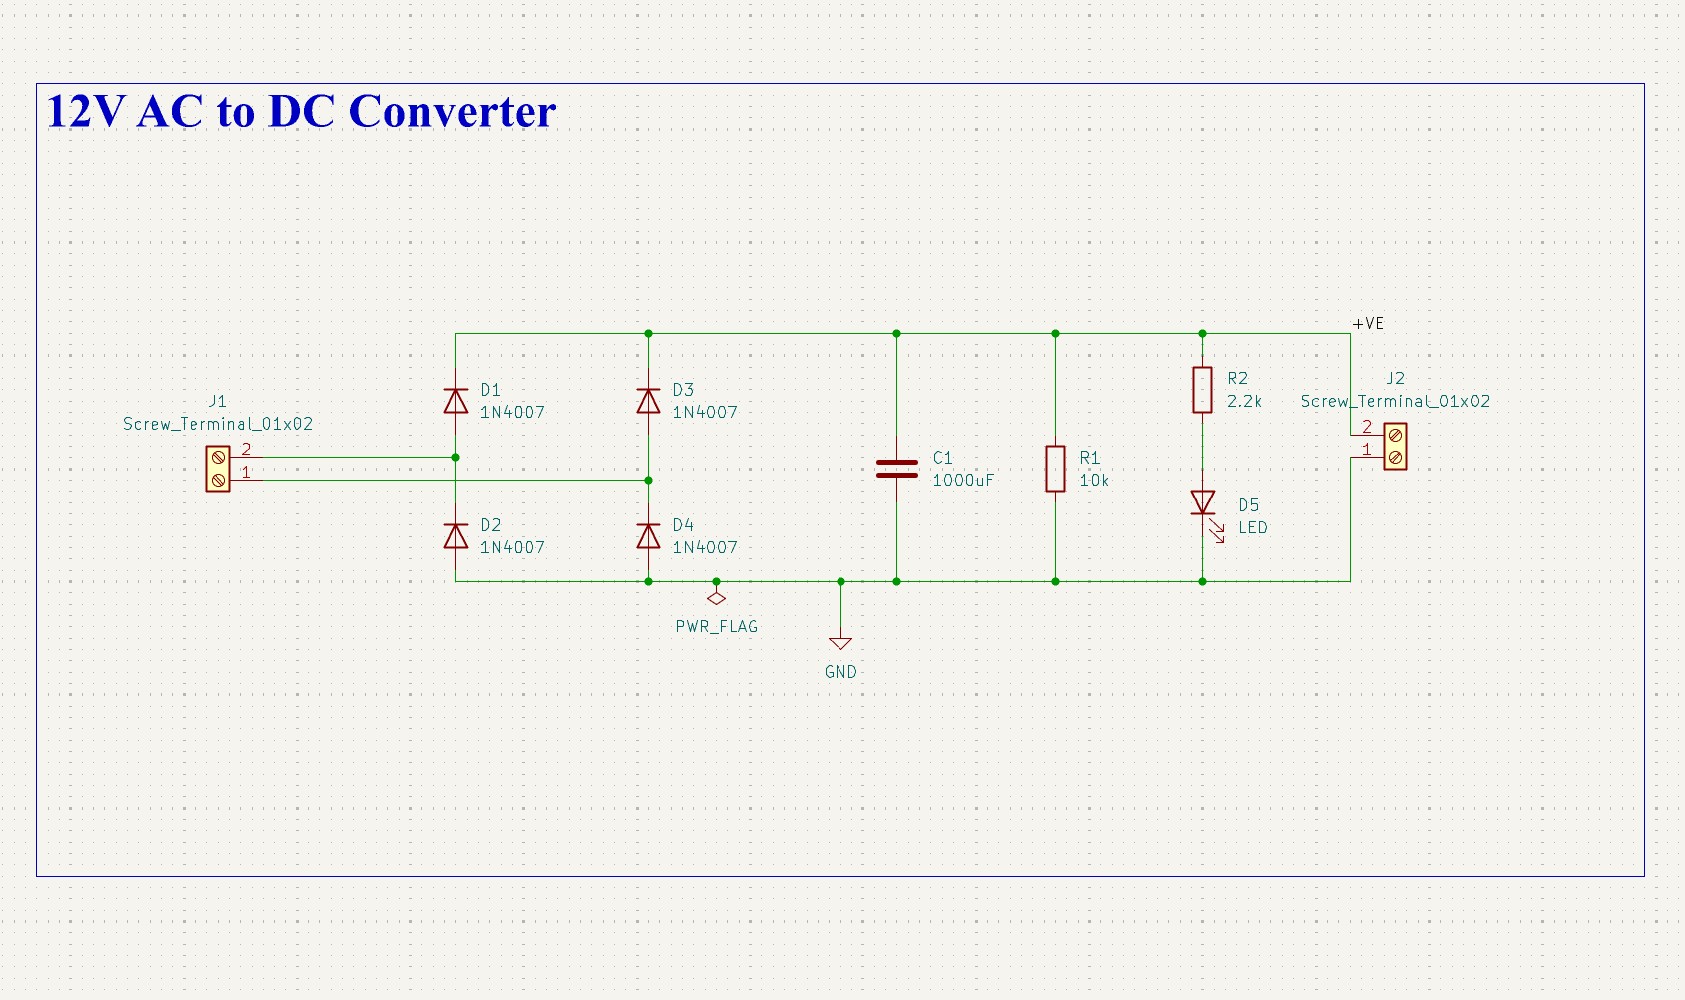 12V AC to DC Converter
+VE
J1
Screw_Terminal_01x02
2
1
D1
1N4007
D3
1N4007
D2
1N4007
D4
1N4007
C1
1000uF
R1
10k
R2
2.2k
D5
LED
J2
Screw_Terminal_01x02
2
1
PWR_FLAG
GND